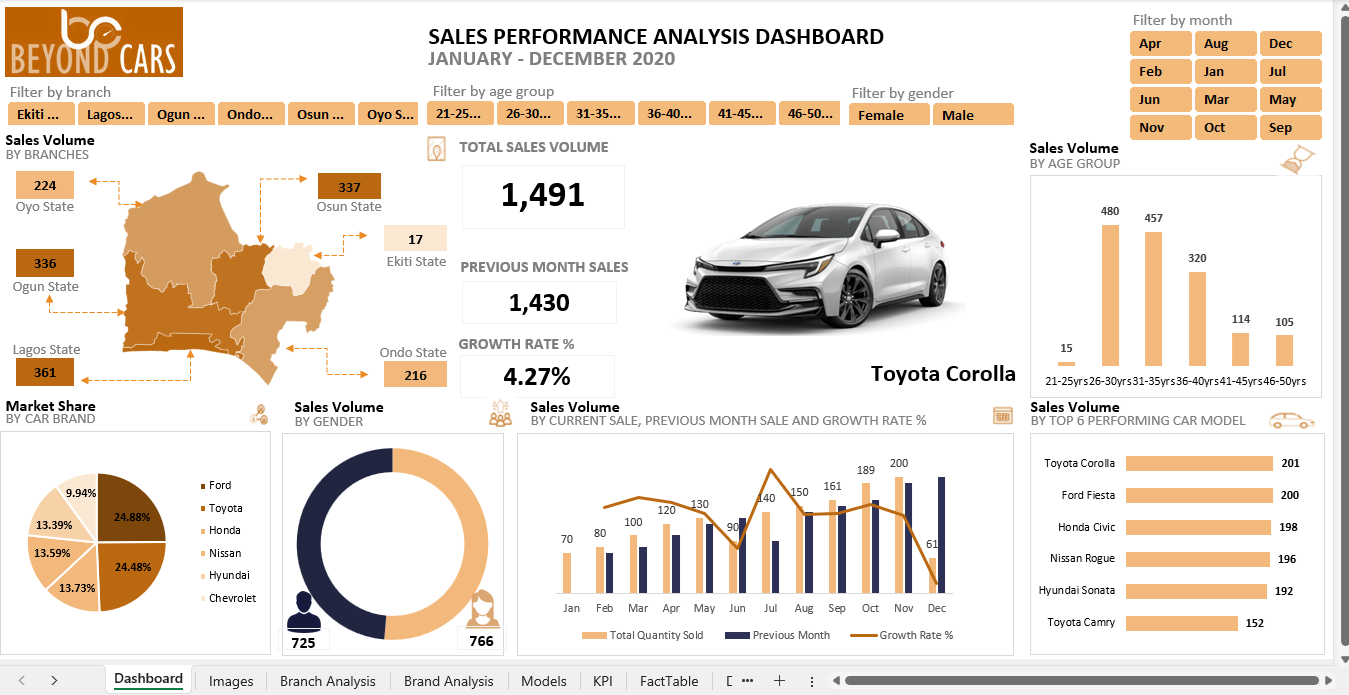 BEYOND CARS
SALES PERFORMANCE ANALYSIS DASHBOARD
JANUARY - DECEMBER 2020
Filter by month
Apr Aug Dec
Feb Jan Jul
Jun Mar May
Nov Oct Sep
Filter by branch
Ekiti ... Lagos... Ogun ... Ondo... Osun ... Oyo S...
Filter by age group
21-25... 26-30... 31-35... 36-40... 41-45... 46-50...
Filter by gender
Female Male
Sales Volume
BY BRANCHES
224
Oyo State
337
Osun State
17
Ekiti State
336
Ogun State
Lagos State
361
Ondo State
216
TOTAL SALES VOLUME
1,491
PREVIOUS MONTH SALES
1,430
GROWTH RATE %
4.27%
Toyota Corolla
Sales Volume
BY AGE GROUP
15 480 457 320 114 105
21-25yrs 26-30yrs 31-35yrs 36-40yrs 41-45yrs 46-50yrs
Market Share
BY CAR BRAND
24.88%
24.48%
13.73%
13.59%
13.39%
9.94%
Ford
Toyota
Honda
Nissan
Hyundai
Chevrolet
Sales Volume
BY GENDER
725
766
Sales Volume
BY CURRENT SALE, PREVIOUS MONTH SALE AND GROWTH RATE %
70 80 100 120 130 90 140 150 161 189 200 61
Jan Feb Mar Apr May Jun Jul Aug Sep Oct Nov Dec
Total Quantity Sold Previous Month Growth Rate %
Sales Volume
BY TOP 6 PERFORMING CAR MODEL
Toyota Corolla 201
Ford Fiesta 200
Honda Civic 198
Nissan Rogue 196
Hyundai Sonata 192
Toyota Camry 152
Dashboard Images Branch Analysis Brand Analysis Models KPI FactTable